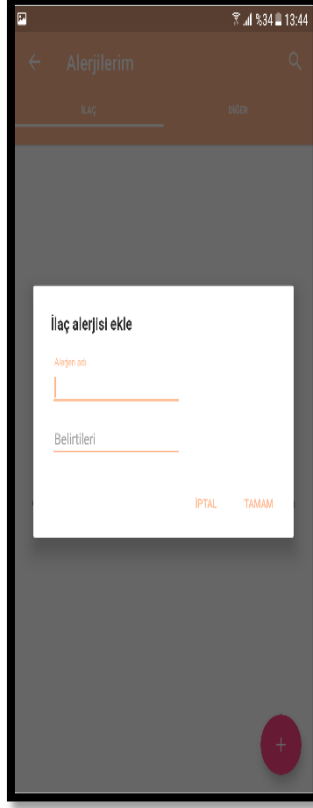 %34 13:44
Alerjilerim
İLAÇ DİĞER
İlaç alerjisi ekle
Alerjen adı
Belirtileri
İPTAL TAMAM